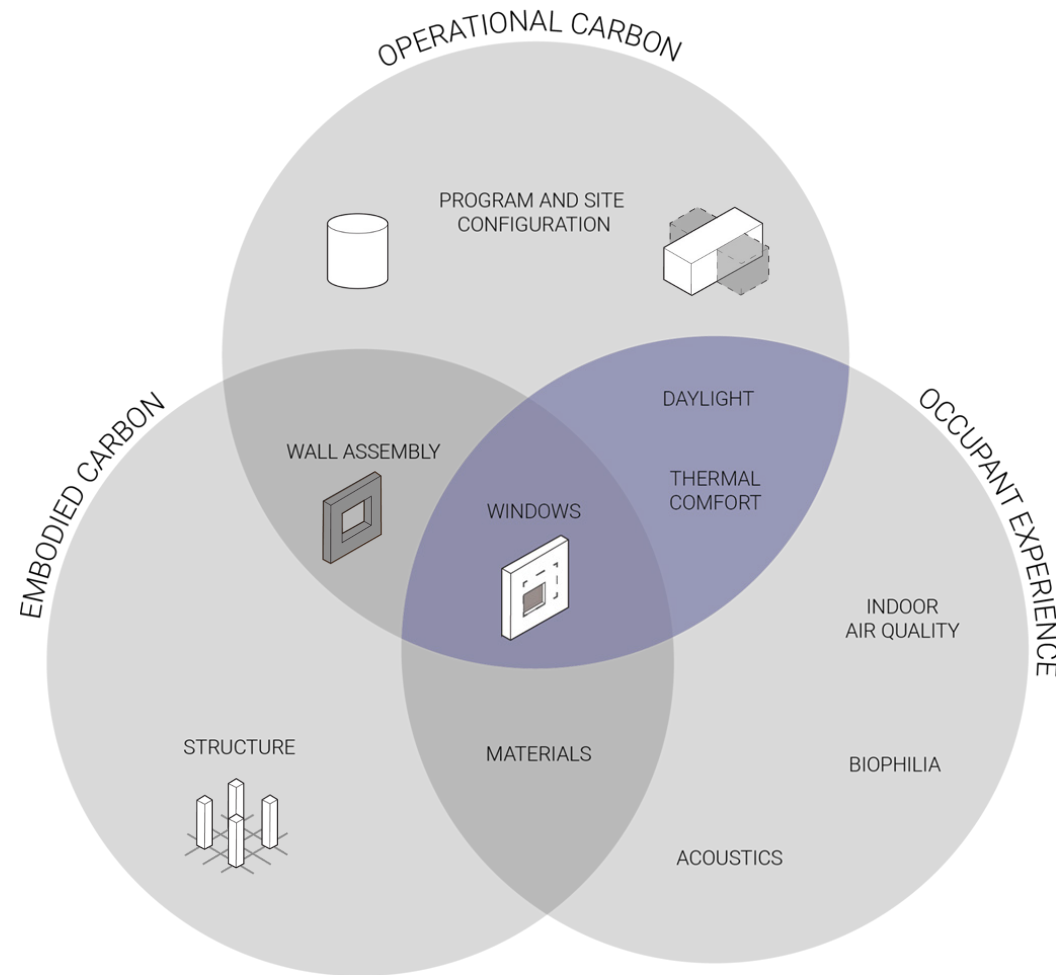 OPERATIONAL CARBON
PROGRAM AND SITE
CONFIGURATION
DAYLIGHT
EMBODIED CARBON
OCCUPANT EXPERIENCE
WALL ASSEMBLY
THERMAL
COMFORT
WINDOWS
INDOOR
AIR QUALITY
STRUCTURE
MATERIALS
BIOPHILIA
ACOUSTICS